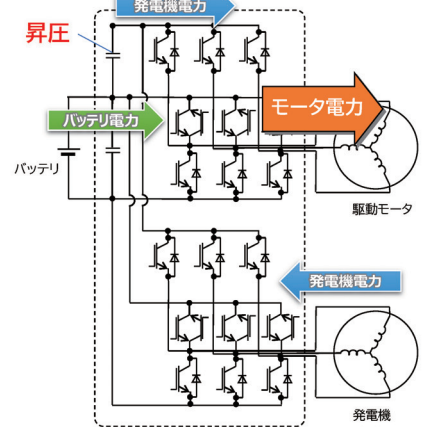 発電機電力
昇圧
バッテリ電力
モータ電力
バッテリ
駆動モータ
発電機電力
発電機